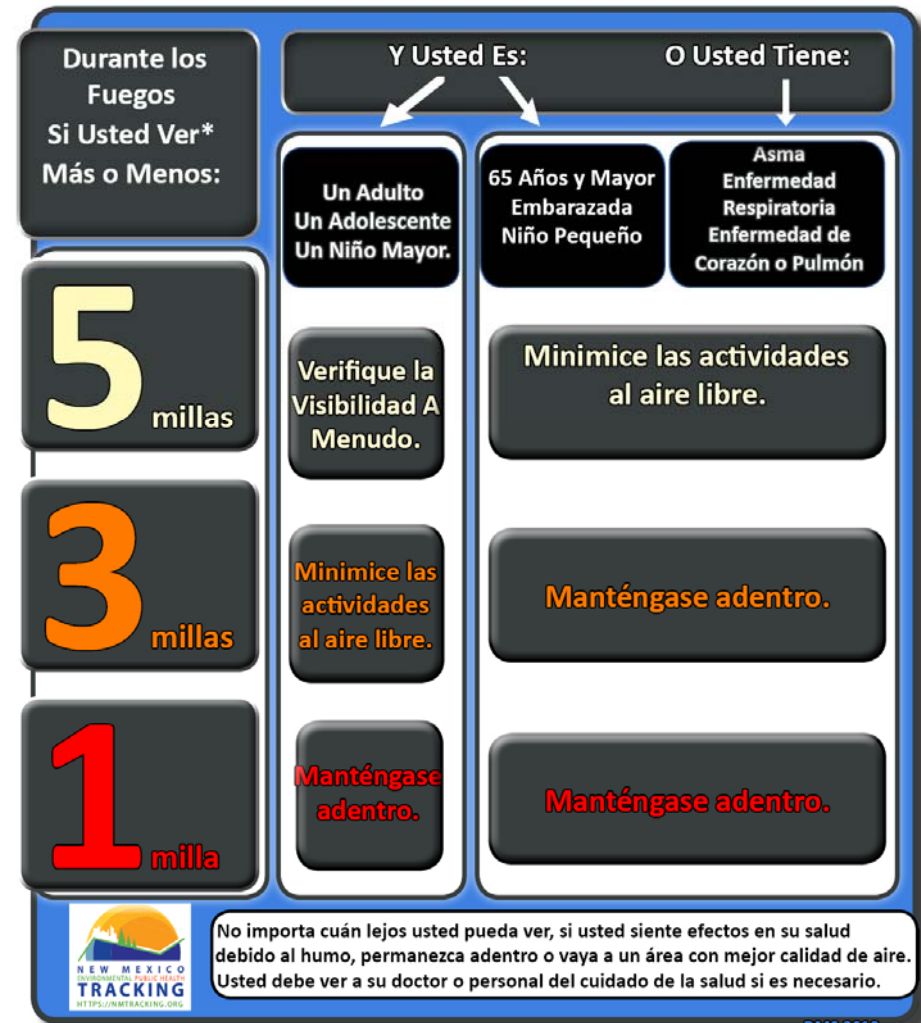 Durante los
Fuegos
Si Usted Ver*
Más o Menos:
Y Usted Es:
O Usted Tiene:
Un Adulto
Un Adolescente
Un Niño Mayor.
65 Años y Mayor
Embarazada
Niño Pequeño
Asma
Enfermedad
Respiratoria
Enfermedad de
Corazón o Pulmón
5 millas
Verifique la
Visibilidad A
Menudo.
Minimice las actividades
al aire libre.
3 millas
Minimice las
actividades
al aire libre.
Manténgase adentro.
1 milla
Manténgase
adentro.
Manténgase adentro.
NEW MEXICO
ENVIRONMENTAL PUBLIC HEALTH
TRACKING
HTTPS://NMTRACKING.ORG
No importa cuán lejos usted pueda ver, si usted siente efectos en su salud
debido al humo, permanezca adentro o vaya a un área con mejor calidad de aire.
Usted debe ver a su doctor o personal del cuidado de la salud si es necesario.